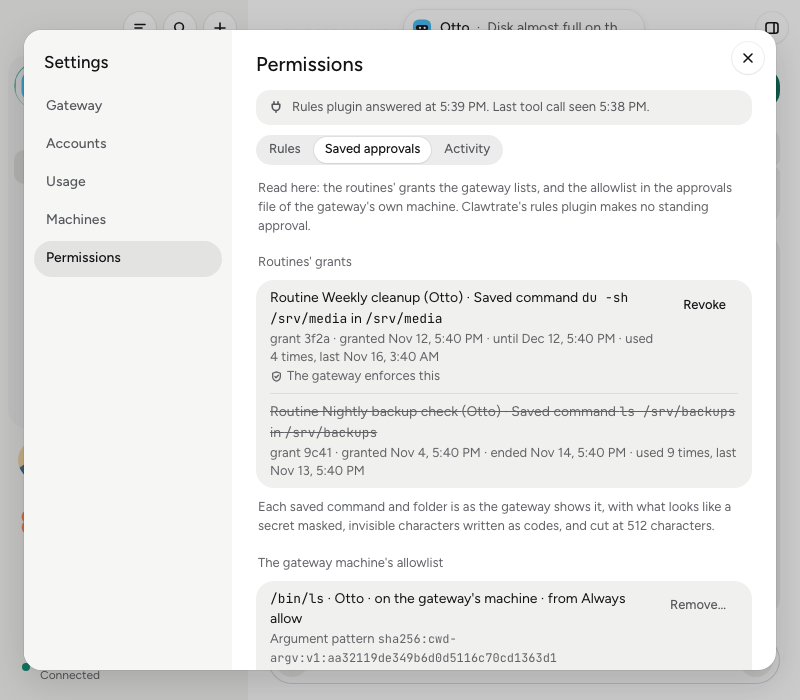 Otto · Disk almost full on th
Settings
Gateway
Accounts
Usage
Machines
Permissions
Connected
Permissions
Rules plugin answered at 5:39 PM. Last tool call seen 5:38 PM.
Rules Saved approvals Activity
Read here: the routines' grants the gateway lists, and the allowlist in the approvals
file of the gateway's own machine. Clawtrate's rules plugin makes no standing
approval.
Routines' grants
Routine Weekly cleanup (Otto) · Saved command du -sh
/srv/media in /srv/media
Revoke
grant 3f2a · granted Nov 12, 5:40 PM · until Dec 12, 5:40 PM · used
4 times, last Nov 16, 3:40 AM
The gateway enforces this
Routine Nightly backup check (Otto) · Saved command ls /srv/backups
in /srv/backups
grant 9c41 · granted Nov 4, 5:40 PM · ended Nov 14, 5:40 PM · used 9 times, last
Nov 13, 5:40 PM
Each saved command and folder is as the gateway shows it, with what looks like a
secret masked, invisible characters written as codes, and cut at 512 characters.
The gateway machine's allowlist
/bin/ls · Otto · on the gateway's machine · from Always
allow
Remove...
Argument pattern sha256:cwd-
argv:v1:aa32119de349b6d0d5116c70cd1363d1